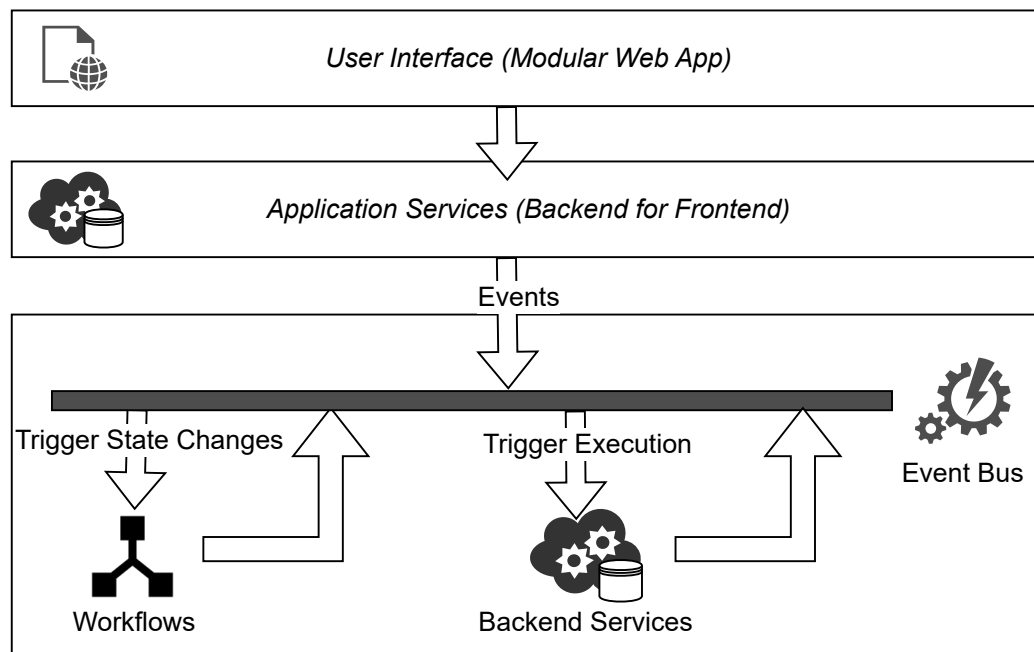 User Interface (Modular Web App)
Application Services (Backend for Frontend)
Events
Trigger State Changes
Trigger Execution
Event Bus
Workflows
Backend Services